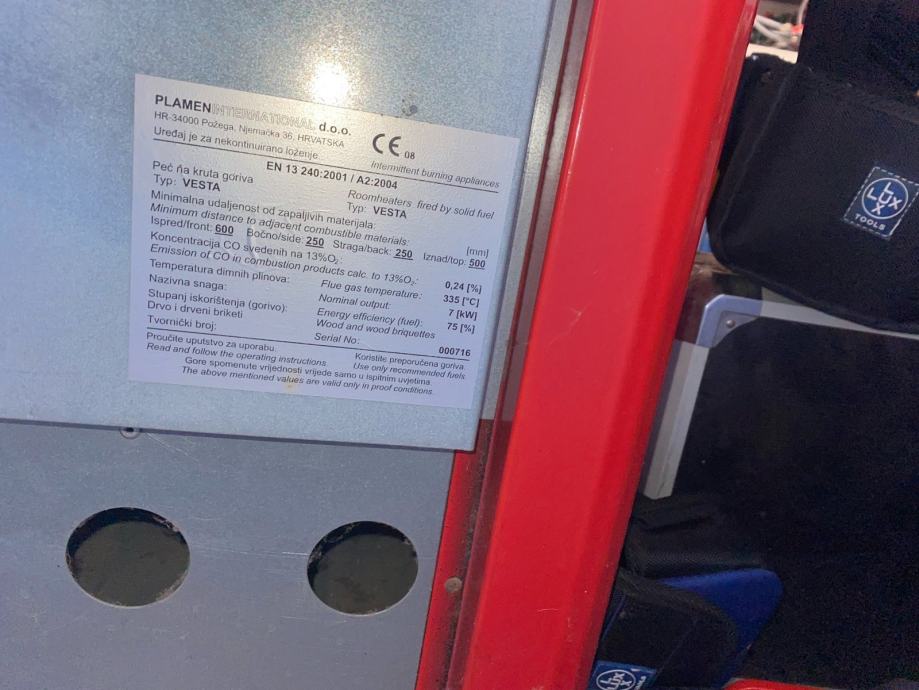 PLAMENINTERNATIONAL d.o.o.
HR-34000 Požega, Njemačka 36, HRVATSKA
Uređaj je za nekontinuirano loženje
CE 08
Intermittent burning appliances
EN 13 240:2001 / A2:2004
Peć na kruta goriva
Roomheaters fired by solid fuel
Typ: VESTA
Typ: VESTA
Minimalna udaljenost od zapaljivih materijala:
Minimum distance to adjacent combustible materials: [mm]
Ispred/front: 600 Bočno/side: 250 Straga/back: 250 Iznad/top: 500
Koncentracija CO svedenih na 13%O2:
Emission of CO in combustion products calc. to 13%O2: 0,24 [%]
Temperatura dimnih plinova: Flue gas temperature: 335 [°C]
Nazivna snaga: Nominal output: 7 [kW]
Stupanj iskorištenja (gorivo): Energy efficiency (fuel): 75 [%]
Drvo i drveni briketi Wood and wood briquettes
Tvornički broj: Serial No: 000716
Proučite uputstvo za uporabu. Koristite preporučena goriva.
Read and follow the operating instructions Use only recommended fuels.
Gore spomenute vrijednosti vrijede samo u ispitnim uvjetima
The above mentioned values are valid only in proof conditions.
LUX
TOOLS
LUX